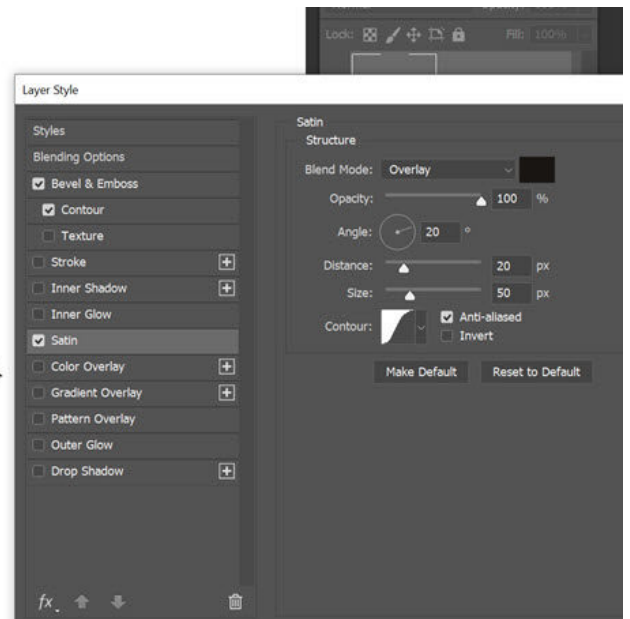 Lock: Fill: 100%
Layer Style
Styles
Blending Options
Bevel & Emboss
Contour
Texture
Stroke
Inner Shadow
Inner Glow
Satin
Color Overlay
Gradient Overlay
Pattern Overlay
Outer Glow
Drop Shadow
fx
Satin
Structure
Blend Mode: Overlay
Opacity: 100 %
Angle: 20 °
Distance: 20 px
Size: 50 px
Contour: Anti-aliased
Invert
Make Default Reset to Default